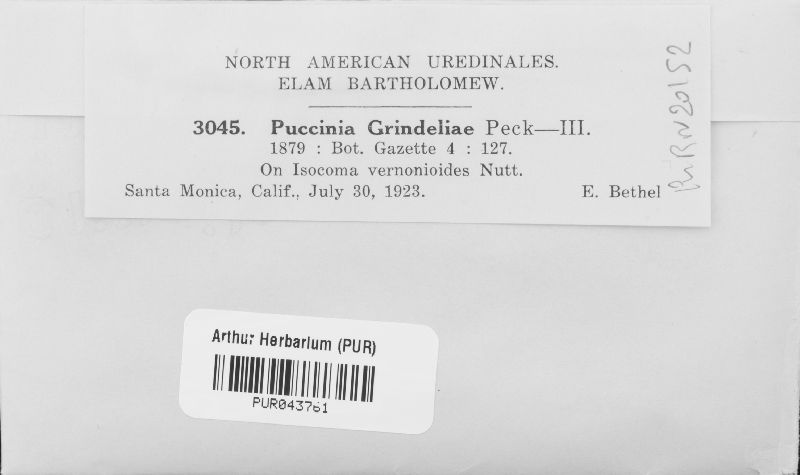 NORTH AMERICAN UREDINALES.
ELAM BARTHOLOMEW.
3045. Puccinia Grindeliae Peck—III.
1879 : Bot. Gazette 4 : 127.
On Isocoma vernonioides Nutt.
Santa Monica, Calif., July 30, 1923. E. Bethel
Arthur Herbarium (PUR)
PUR043761